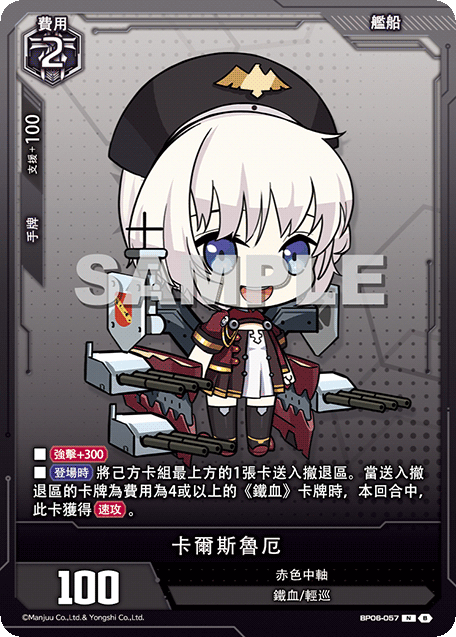 費用
2
艦船
支援+100
手牌
SAMPLE
■ 強擊+300
■ 登場時 將己方卡組最上方的1張卡送入撤退區。當送入撤
退區的卡牌為費用為4或以上的《鐵血》卡牌時，本回合中，
此卡獲得 速攻 。
卡爾斯魯厄
100
赤色中軸
鐵血/輕巡
©Manjuu Co.,Ltd. & Yongshi Co.,Ltd.
BP06-057 N B